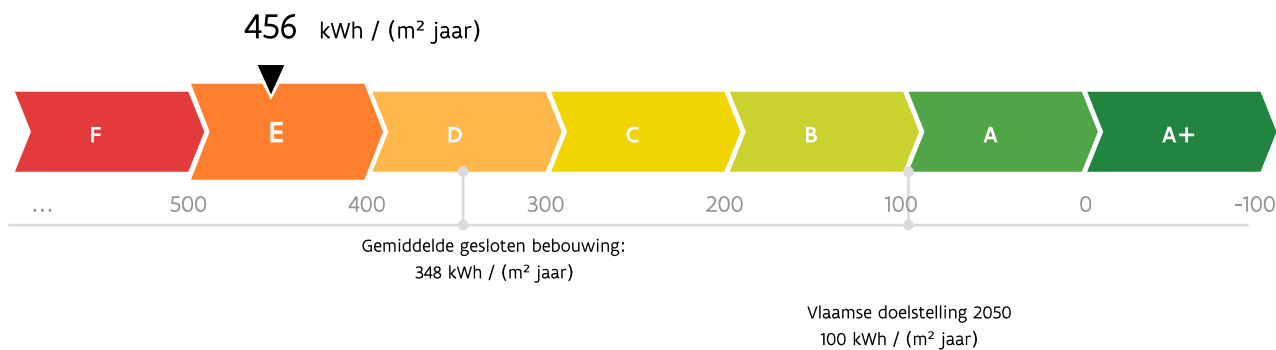 456 kWh / (m² jaar)
F E D C B A A+
... 500 400 300 200 100 0 -100
Gemiddelde gesloten bebouwing:
348 kWh / (m² jaar)
Vlaamse doelstelling 2050
100 kWh / (m² jaar)